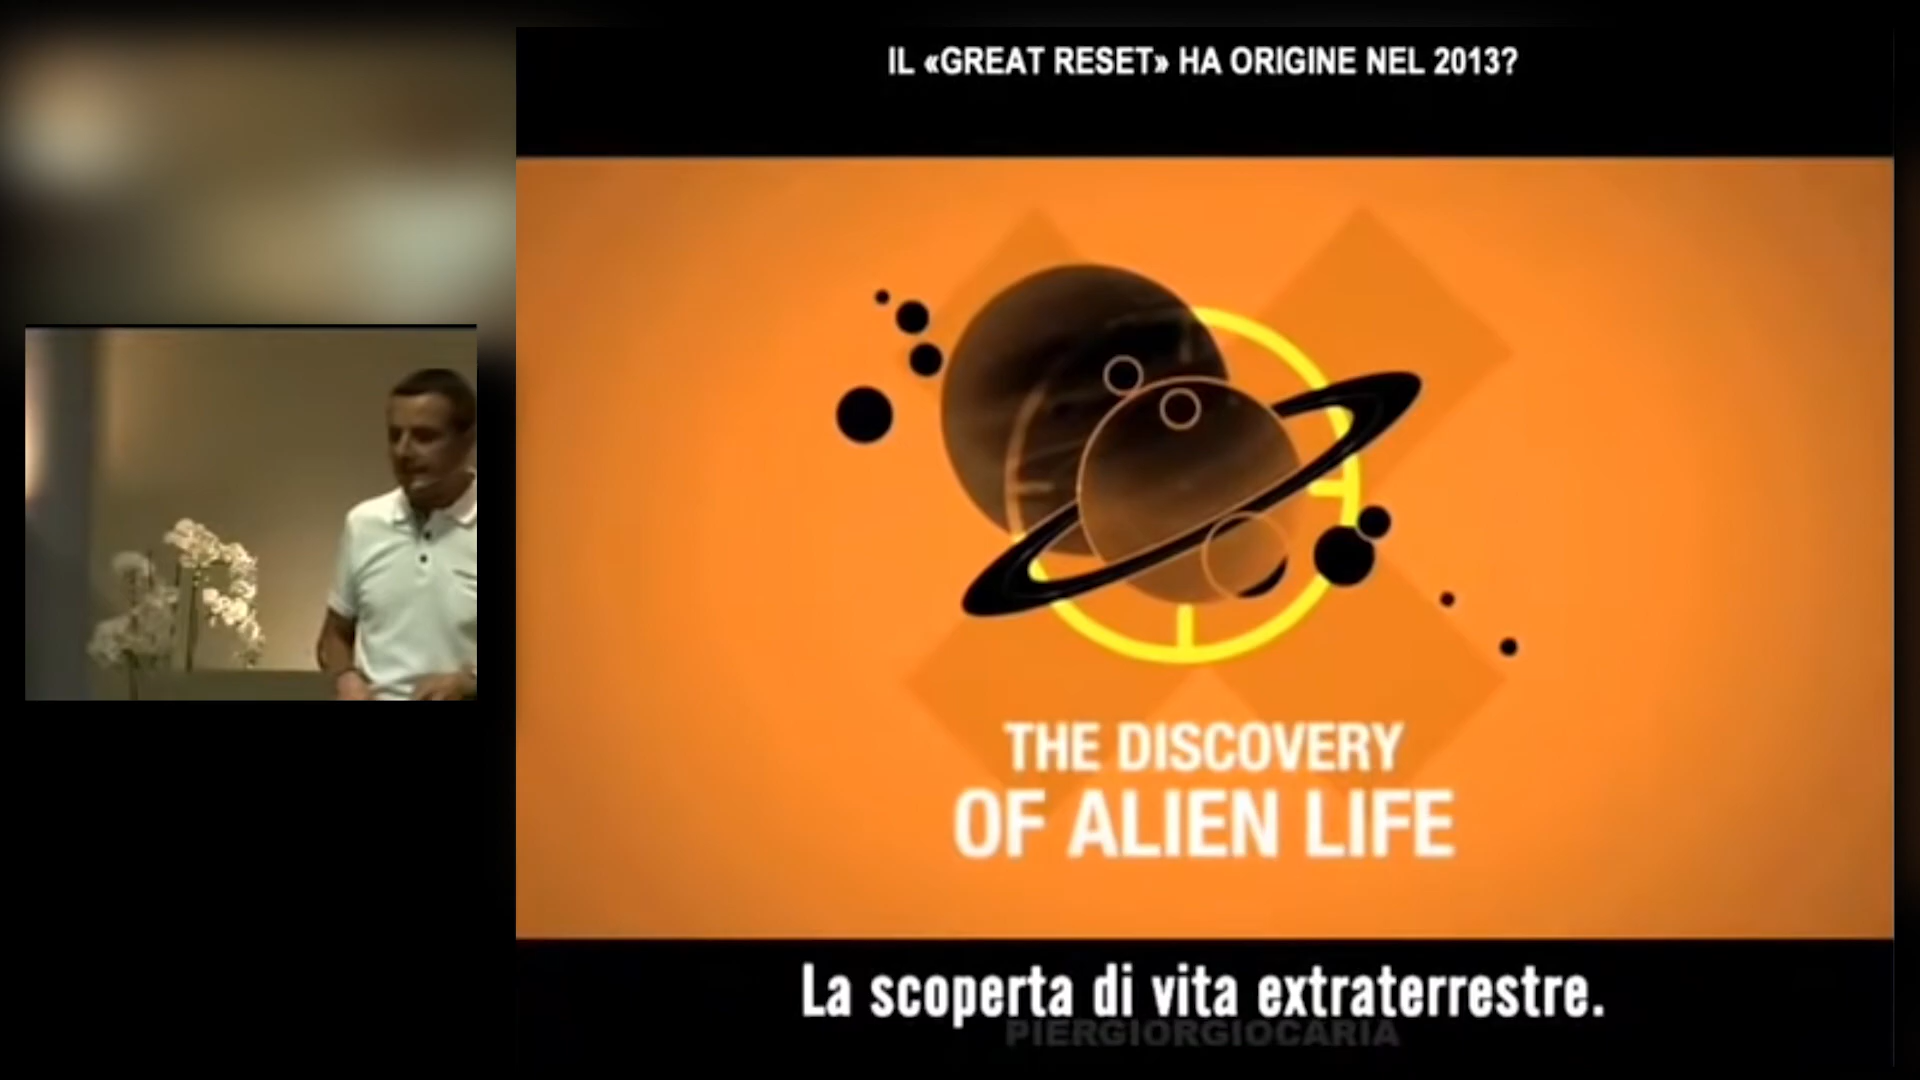 IL «GREAT RESET» HA ORIGINE NEL 2013?
THE DISCOVERY
OF ALIEN LIFE
La scoperta di vita extraterrestre.
PIERGIORGIOCARIA